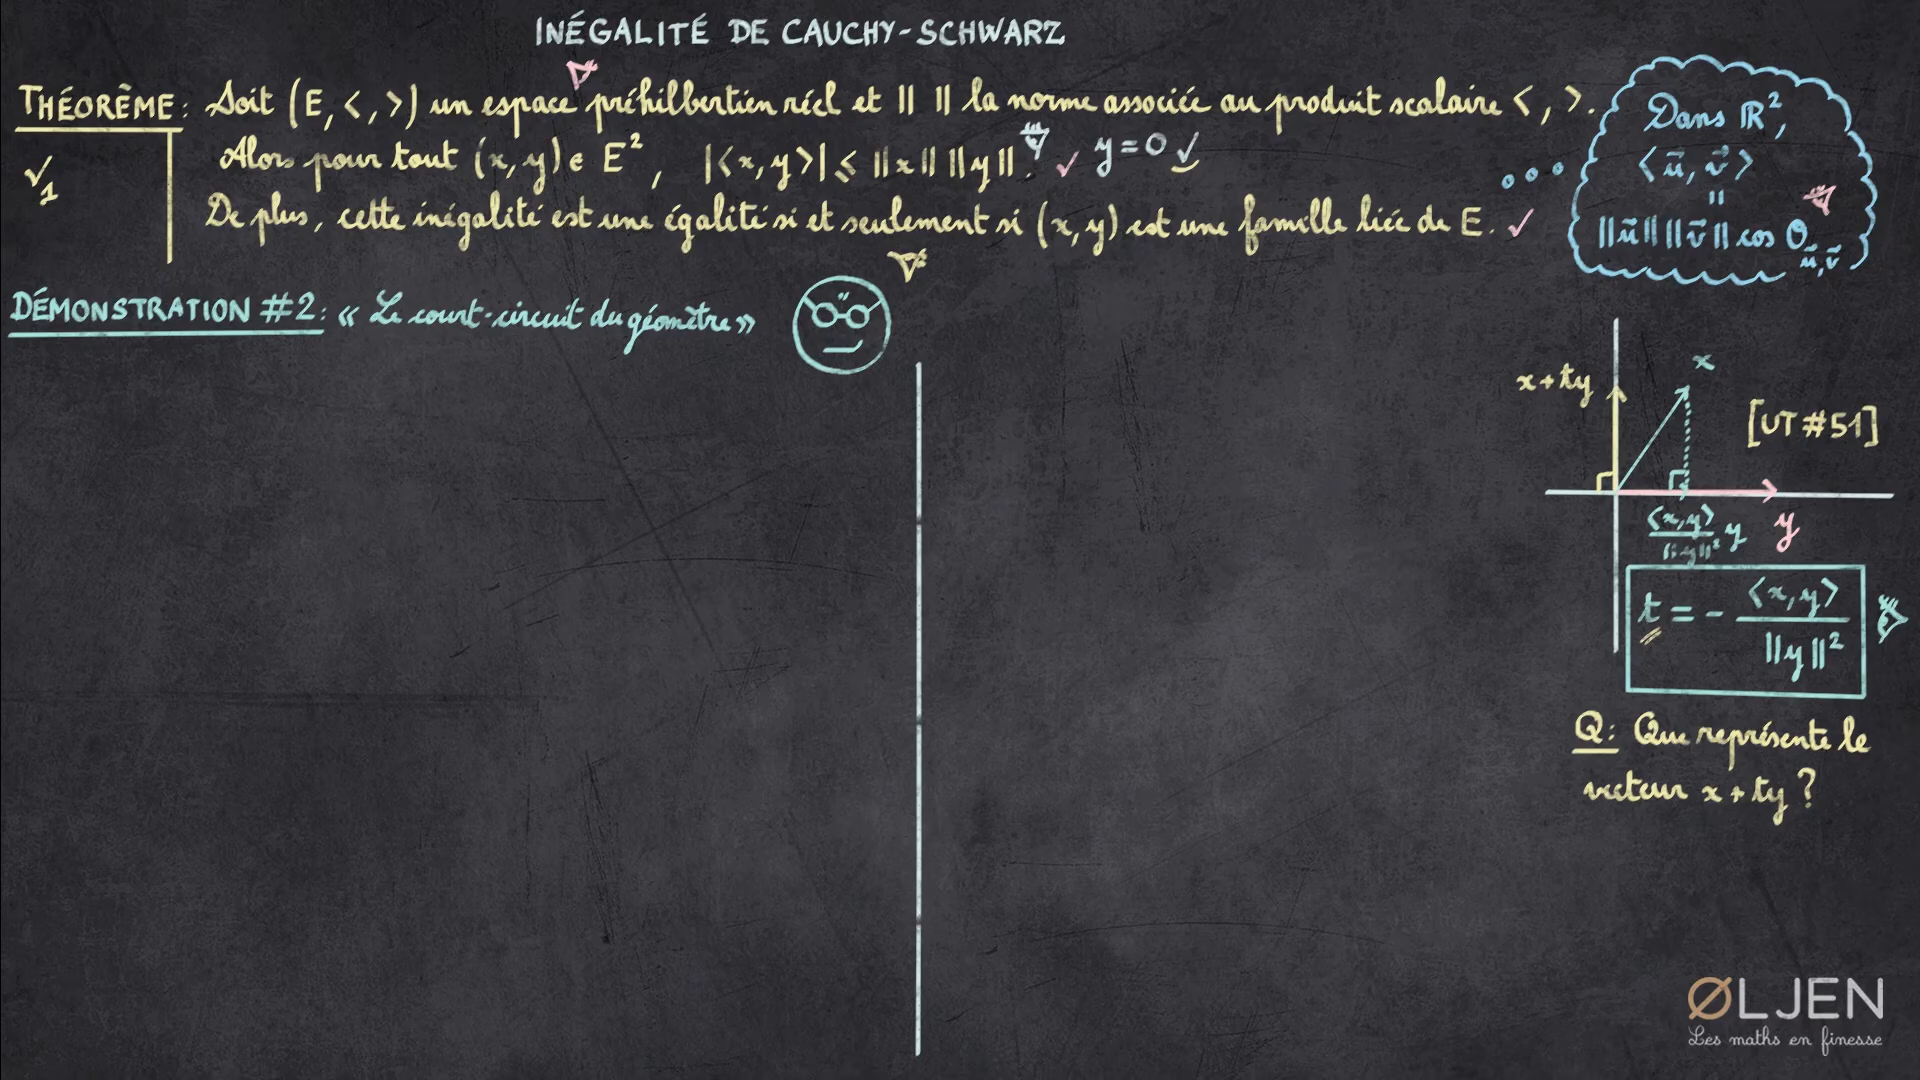 INÉGALITÉ DE CAUCHY-SCHWARZ
THÉORÈME: Soit (E, < , >) un espace préhilbertien réel et || || la norme associée au produit scalaire < , >.
Alors pour tout (x, y) ∈ E², |<x, y>| ≤ ||x|| ||y||. ✓ y = 0 ✓
✓1
De plus, cette inégalité est une égalité si et seulement si (x, y) est une famille liée de E. ✓
Dans ℝ²,
<u⃗, v⃗>
=
||u⃗|| ||v⃗|| cos θ_{u⃗,v⃗}
DÉMONSTRATION #2: « Le court-circuit du géomètre »
x
x + ty
[UT #51]
<x,y>/||y||² y
y
t = - <x,y>/||y||²
Q: Que représente le
vecteur x + ty ?
ØLJEN
Les maths en finesse